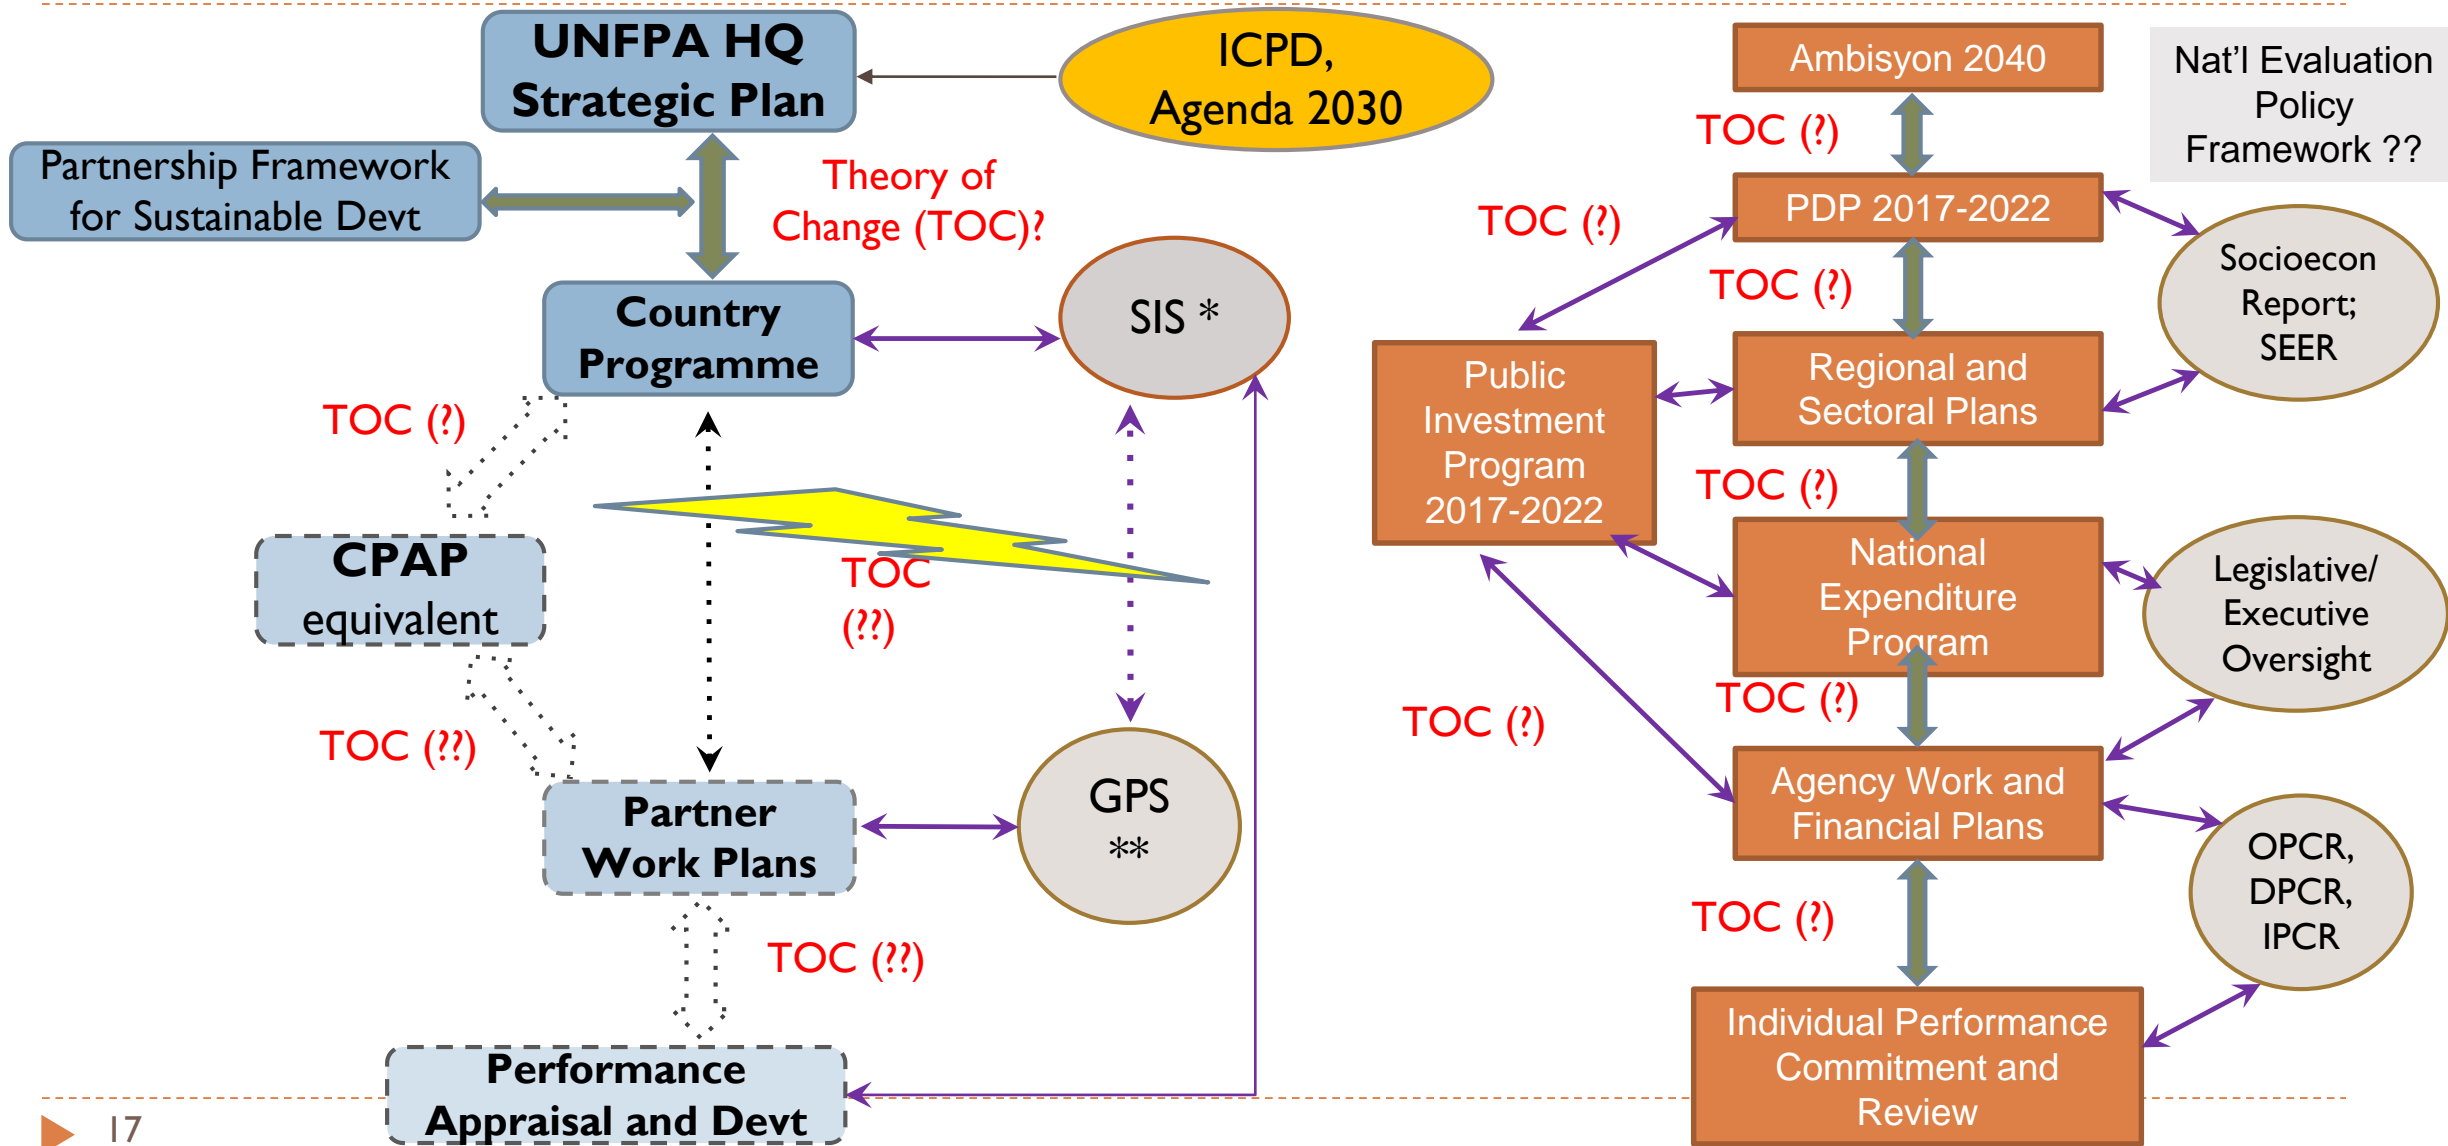 UNFPA HQ
Strategic Plan
ICPD,
Agenda 2030
Partnership Framework
for Sustainable Devt
Theory of
Change (TOC)?
Country
Programme
SIS *
TOC (?)
CPAP
equivalent
TOC
(??)
TOC (??)
Partner
Work Plans
GPS
**
TOC (??)
Performance
Appraisal and Devt
17
Ambisyon 2040
Nat'l Evaluation
Policy
Framework ??
TOC (?)
PDP 2017-2022
TOC (?)
TOC (?)
Socioecon
Report;
SEER
Public
Investment
Program
2017-2022
Regional and
Sectoral Plans
TOC (?)
National
Expenditure
Program
Legislative/
Executive
Oversight
TOC (?)
TOC (?)
Agency Work and
Financial Plans
OPCR,
DPCR,
IPCR
TOC (?)
Individual Performance
Commitment and
Review